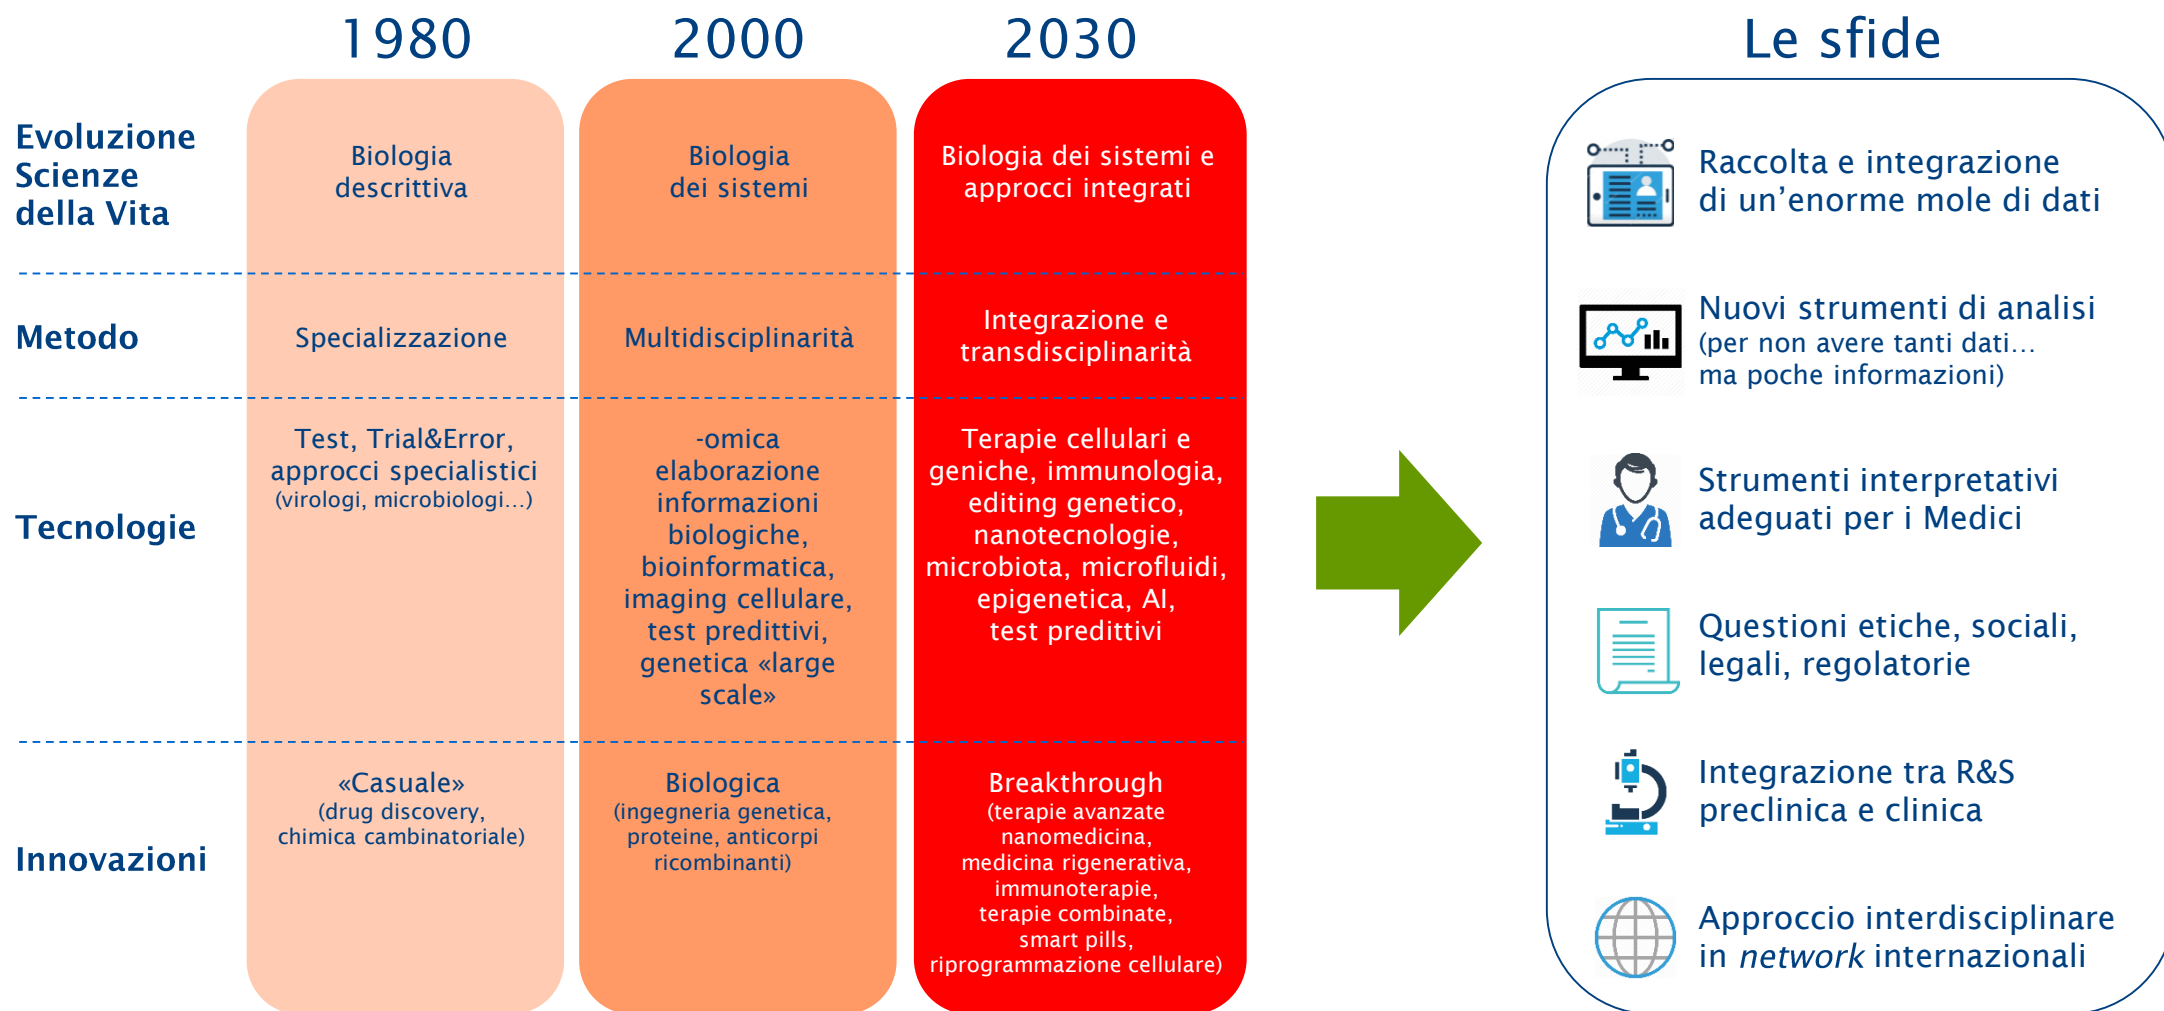 1980
2000
2030
Le sfide
Evoluzione
Scienze
della Vita
Biologia
descrittiva
Biologia
dei sistemi
Biologia dei sistemi e
approcci integrati
Metodo
Specializzazione
Multidisciplinarità
Integrazione e
transdisciplinarità
Tecnologie
Test, Trial&Error,
approcci specialistici
(virologi, microbiologi...)
-omica
elaborazione
informazioni
biologiche,
bioinformatica,
imaging cellulare,
test predittivi,
genetica «large
scale»
Terapie cellulari e
geniche, immunologia,
editing genetico,
nanotecnologie,
microbiota, microfluidi,
epigenetica, AI,
test predittivi
Innovazioni
«Casuale»
(drug discovery,
chimica cambinatoriale)
Biologica
(ingegneria genetica,
proteine, anticorpi
ricombinanti)
Breakthrough
(terapie avanzate
nanomedicina,
medicina rigenerativa,
immunoterapie,
terapie combinate,
smart pills,
riprogrammazione cellulare)
Raccolta e integrazione
di un’enorme mole di dati
Nuovi strumenti di analisi
(per non avere tanti dati...
ma poche informazioni)
Strumenti interpretativi
adeguati per i Medici
Questioni etiche, sociali,
legali, regolatorie
Integrazione tra R&S
preclinica e clinica
Approccio interdisciplinare
in network internazionali